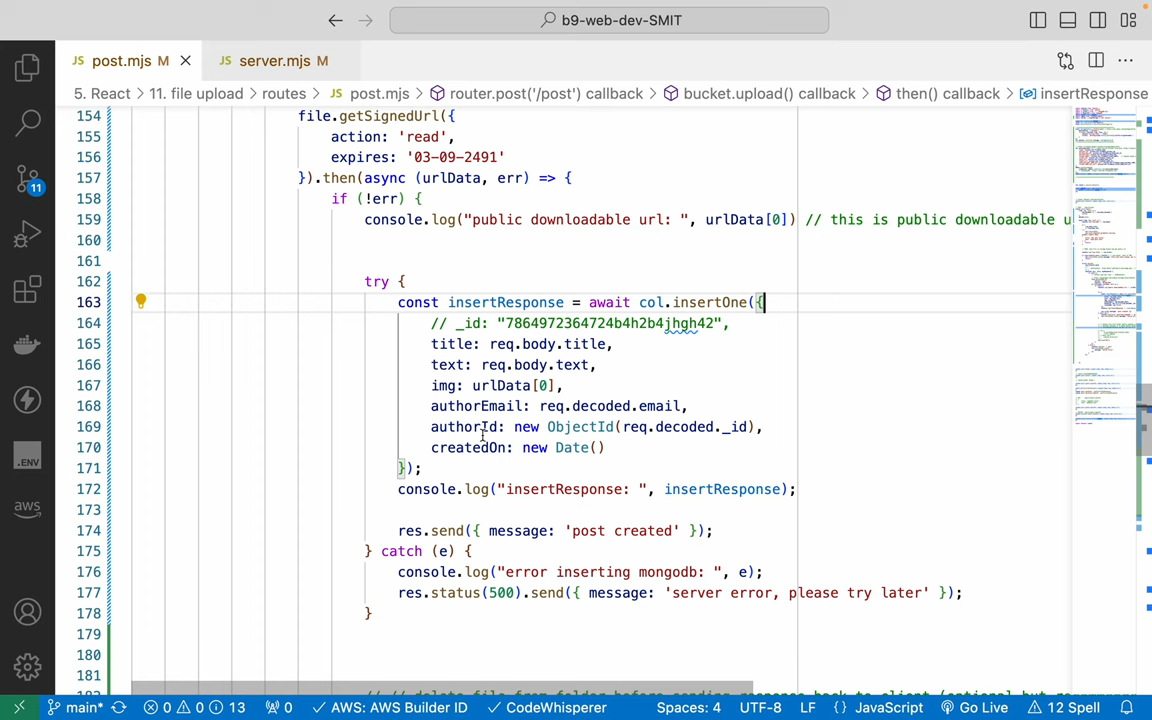 b9-web-dev-SMIT
JS post.mjs M
JS server.mjs M
5. React > 11. file upload > routes > JS post.mjs > router.post('/post') callback > bucket.upload() callback > then() callback > insertResponse
154 file.getSignedUrl({
155 action: 'read',
156 expires: '03-09-2491'
157 }).then(async (urlData, err) => {
158 if (!err) {
159 console.log("public downloadable url: ", urlData[0]) // this is public downloadable u
160
161
162 try {
163 const insertResponse = await col.insertOne({
164 // _id: "7864972364724b4h2b4jhgh42",
165 title: req.body.title,
166 text: req.body.text,
167 img: urlData[0],
168 authorEmail: req.decoded.email,
169 authorId: new ObjectId(req.decoded._id),
170 createdOn: new Date()
171 });
172 console.log("insertResponse: ", insertResponse);
173
174 res.send({ message: 'post created' });
175 } catch (e) {
176 console.log("error inserting mongodb: ", e);
177 res.status(500).send({ message: 'server error, please try later' });
178 }
179
180
181
11
.ENV
aws
main* 0 0 13 0 AWS: AWS Builder ID CodeWhisperer Spaces: 4 UTF-8 LF {} JavaScript Go Live 12 Spell